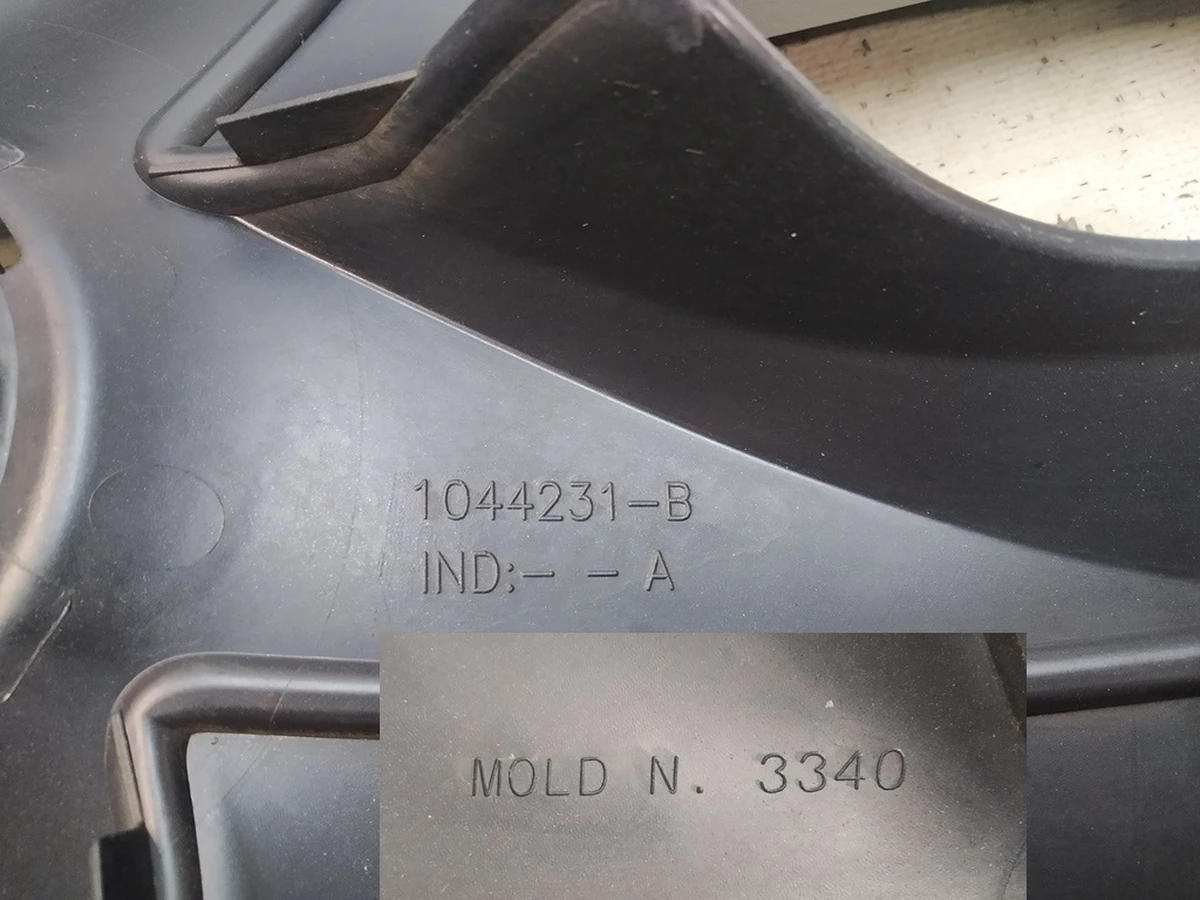 1044231-B
IND:- - A
MOLD N. 3340